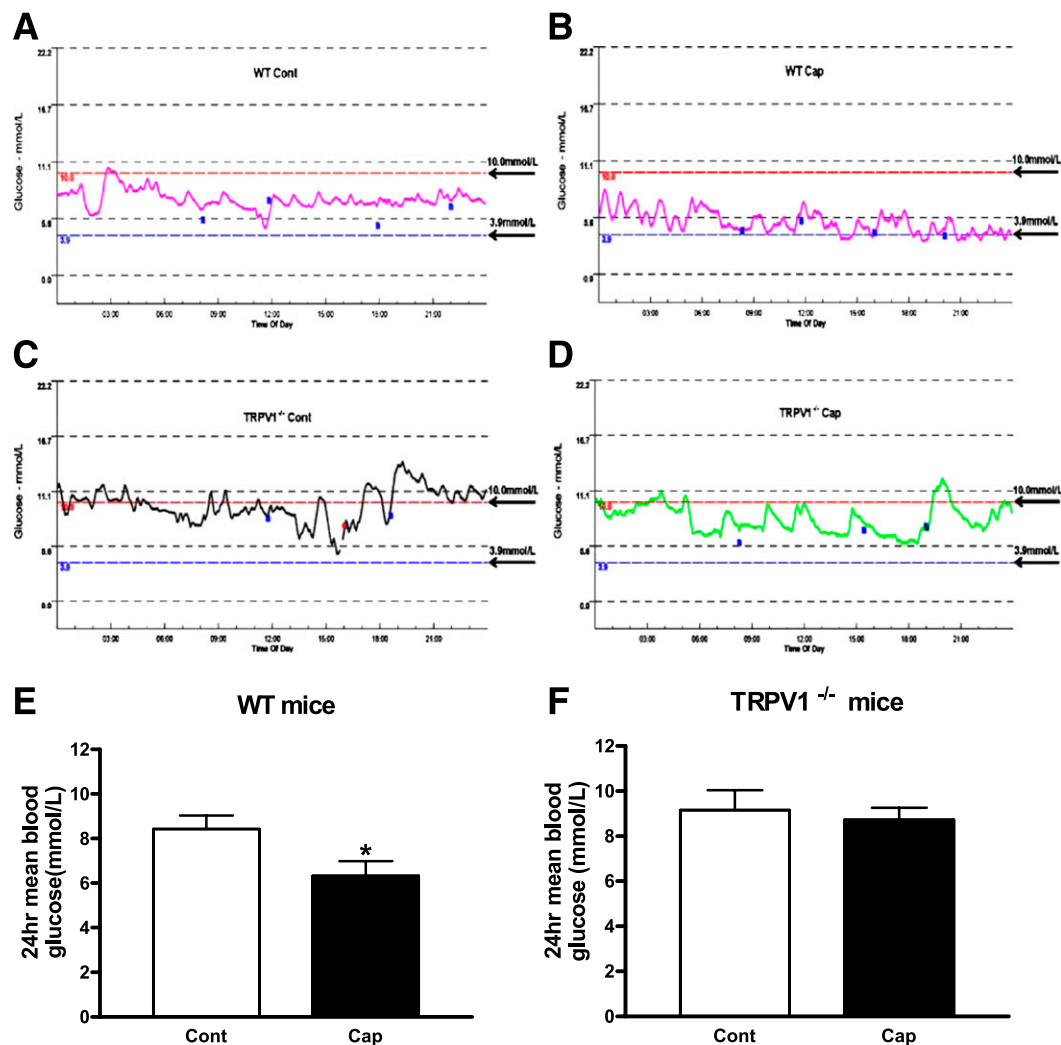 A
22.2
16.7
11.1
5.6
0.0
Glucose - mmol/L
WT Cont
10.0
3.9
10.0mmol/L
3.9mmol/L
03:00 06:00 09:00 12:00 15:00 18:00 21:00
Time Of Day
B
22.2
16.7
11.1
5.6
0.0
Glucose - mmol/L
WT Cap
10.0
3.9
10.0mmol/L
3.9mmol/L
03:00 06:00 09:00 12:00 15:00 18:00 21:00
Time Of Day
C
22.2
16.7
11.1
5.6
0.0
Glucose - mmol/L
TRPV1-/- Cont
10.0
3.9
10.0mmol/L
3.9mmol/L
03:00 06:00 09:00 12:00 15:00 18:00 21:00
Time Of Day
D
22.2
16.7
11.1
5.6
0.0
Glucose - mmol/L
TRPV1-/- Cap
10.0
3.9
10.0mmol/L
3.9mmol/L
03:00 06:00 09:00 12:00 15:00 18:00 21:00
Time Of Day
E
WT mice
24hr mean blood
glucose(mmol/L)
12
10
8
6
4
2
0
*
Cont Cap
F
TRPV1 -/- mice
24hr mean blood
glucose (mmol/L)
12
10
8
6
4
2
0
Cont Cap